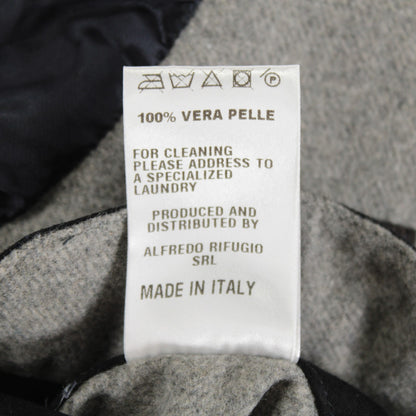 100% VERA PELLE
FOR CLEANING
PLEASE ADDRESS TO
A SPECIALIZED
LAUNDRY
PRODUCED AND
DISTRIBUTED BY
ALFREDO RIFUGIO
SRL
MADE IN ITALY